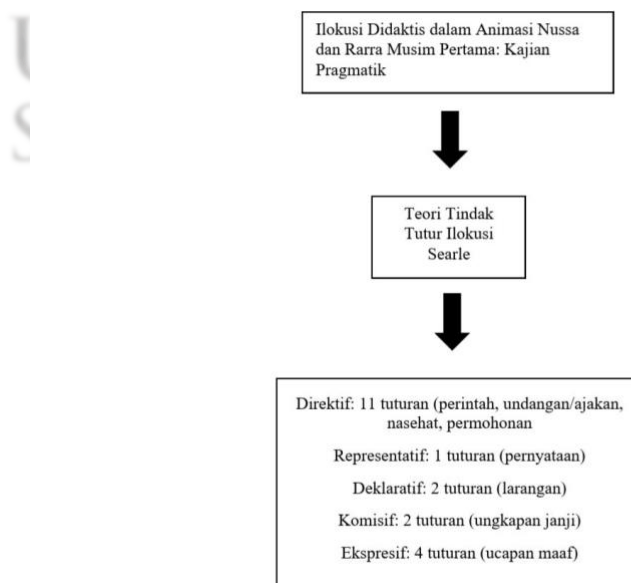 Ilokusi Didaktis dalam Animasi Nussa
dan Rarra Musim Pertama: Kajian
Pragmatik
Teori Tindak
Tutur Ilokusi
Searle
Direktif: 11 tuturan (perintah, undangan/ajakan,
nasehat, permohonan
Representatif: 1 tuturan (pernyataan)
Deklaratif: 2 tuturan (larangan)
Komisif: 2 tuturan (ungkapan janji)
Ekspresif: 4 tuturan (ucapan maaf)